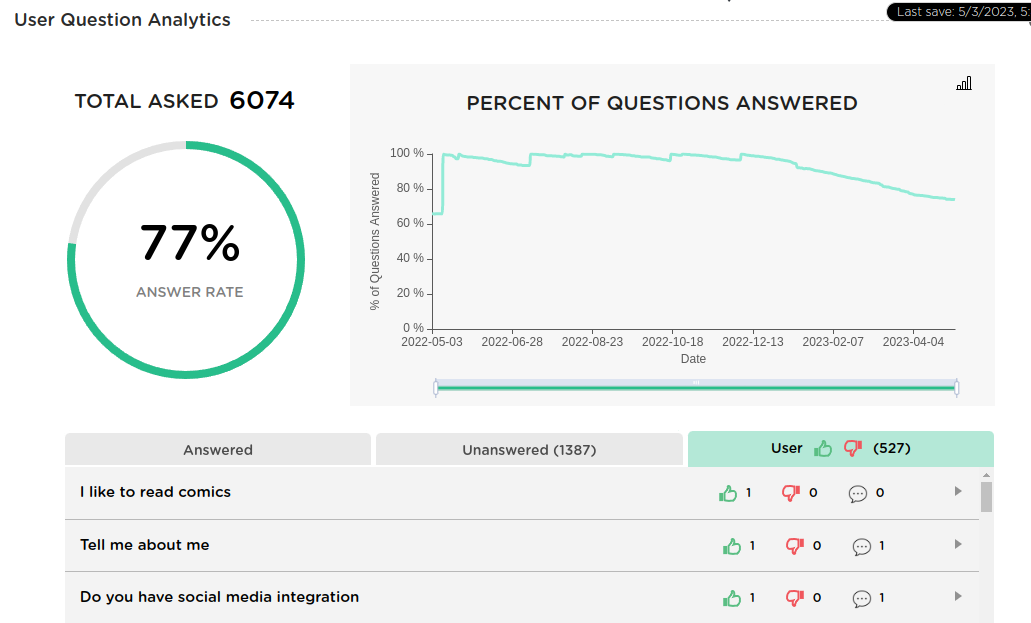 User Question Analytics
Last save: 5/3/2023, 5:
TOTAL ASKED 6074
77%
ANSWER RATE
PERCENT OF QUESTIONS ANSWERED
% of Questions Answered
100 %
80 %
60 %
40 %
20 %
0 %
2022-05-03 2022-06-28 2022-08-23 2022-10-18 2022-12-13 2023-02-07 2023-04-04
Date
Answered Unanswered (1387) User (527)
I like to read comics 1 0 0
Tell me about me 1 0 1
Do you have social media integration 1 0 1